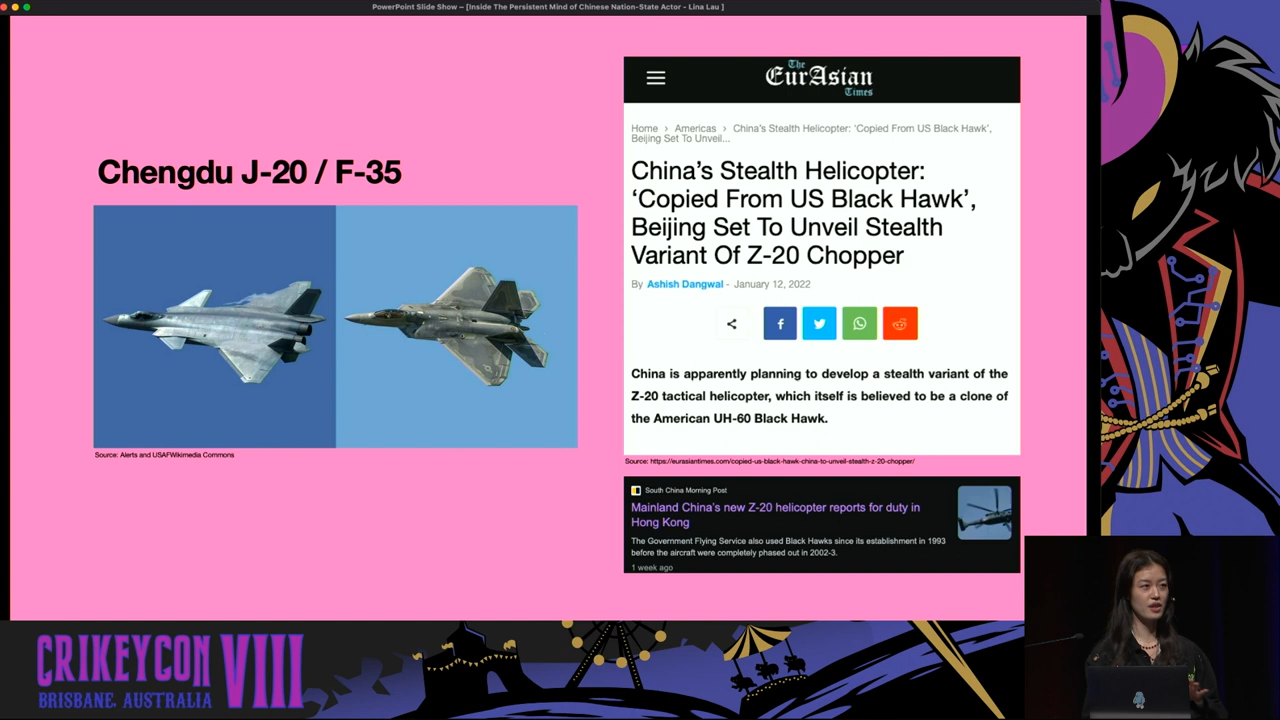 PowerPoint Slide Show – [Inside The Persistent Mind of Chinese Nation-State Actor - Lina Lau ]
Chengdu J-20 / F-35
Source: Alerts and USAFWikimedia Commons
The
EurAsian
Times
Home › Americas › China's Stealth Helicopter: 'Copied From US Black Hawk',
Beijing Set To Unveil...
China's Stealth Helicopter:
'Copied From US Black Hawk',
Beijing Set To Unveil Stealth
Variant Of Z-20 Chopper
By Ashish Dangwal - January 12, 2022
China is apparently planning to develop a stealth variant of the
Z-20 tactical helicopter, which itself is believed to be a clone of
the American UH-60 Black Hawk.
Source: https://eurasiantimes.com/copied-us-black-hawk-china-to-unveil-stealth-z-20-chopper/
South China Morning Post
Mainland China's new Z-20 helicopter reports for duty in
Hong Kong
The Government Flying Service also used Black Hawks since its establishment in 1993
before the aircraft were completely phased out in 2002-3.
1 week ago
CRIKEYCON VIII
BRISBANE, AUSTRALIA